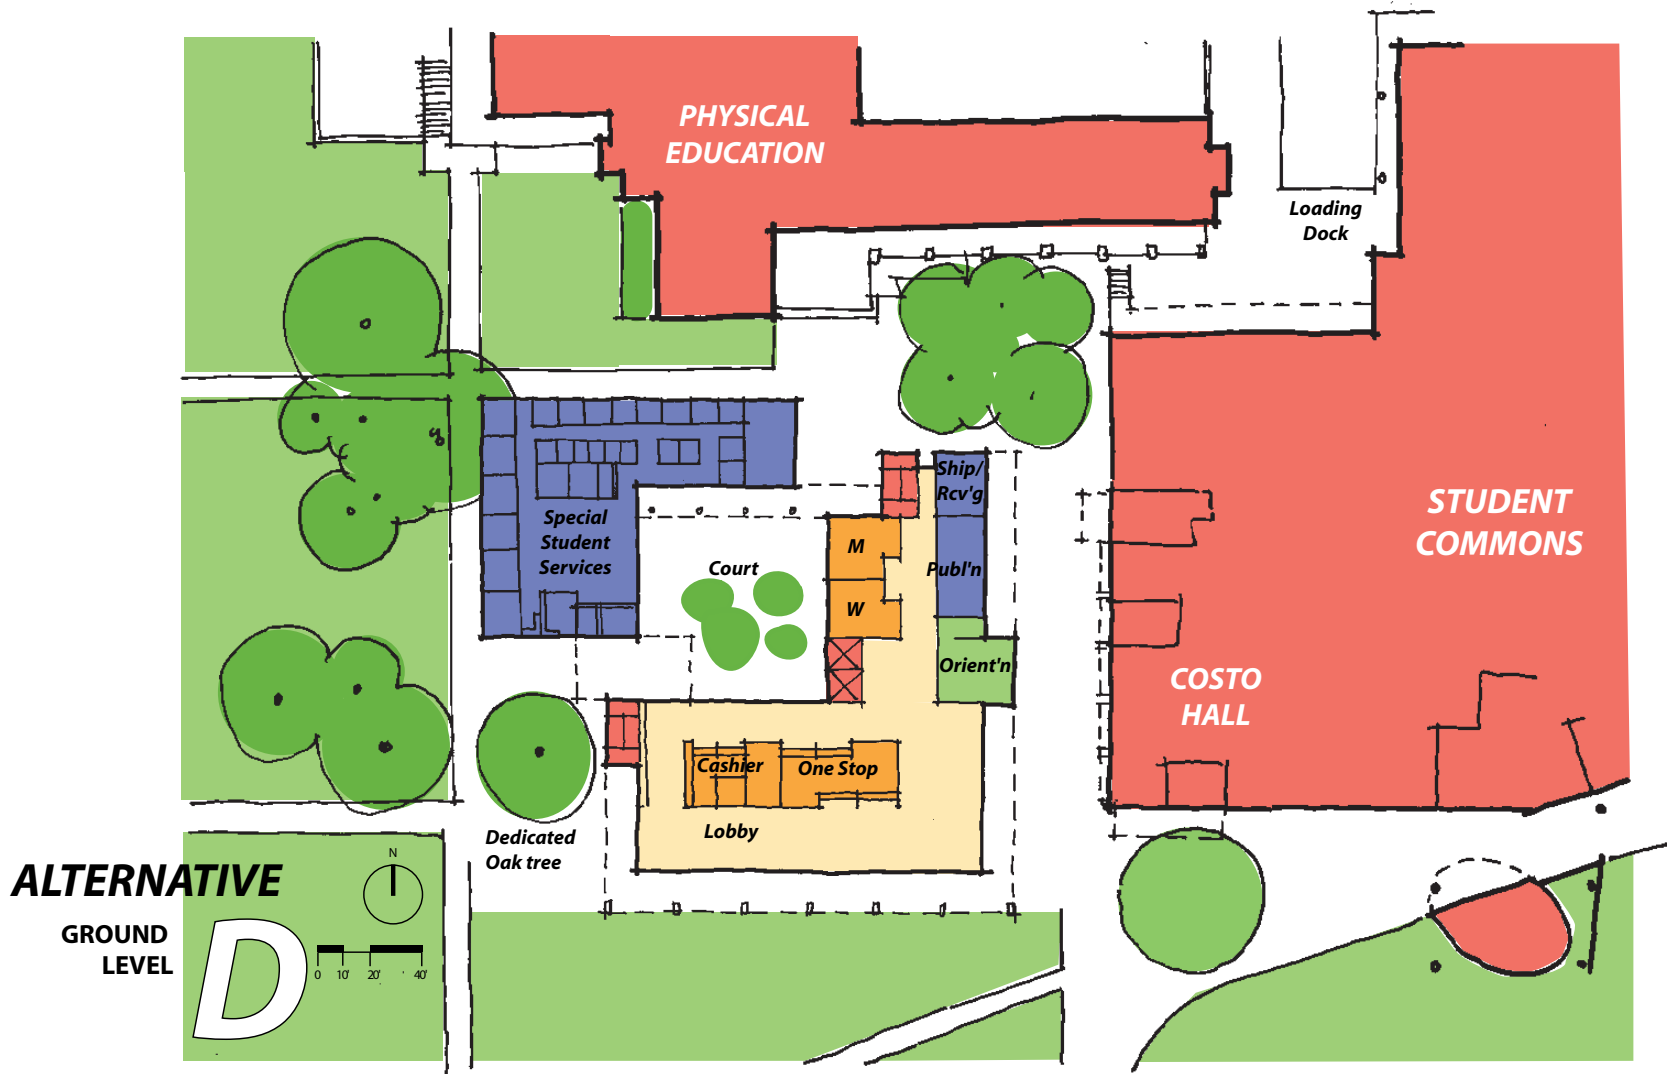 PHYSICAL
EDUCATION
Loading
Dock
Ship/
Rcv'g
STUDENT
COMMONS
Special
Student
Services
M
Court
Publ'n
W
Orient'n
COSTO
HALL
Cashier
One Stop
Lobby
Dedicated
Oak tree
ALTERNATIVE
N
GROUND
LEVEL
D
0 10' 20' 40'